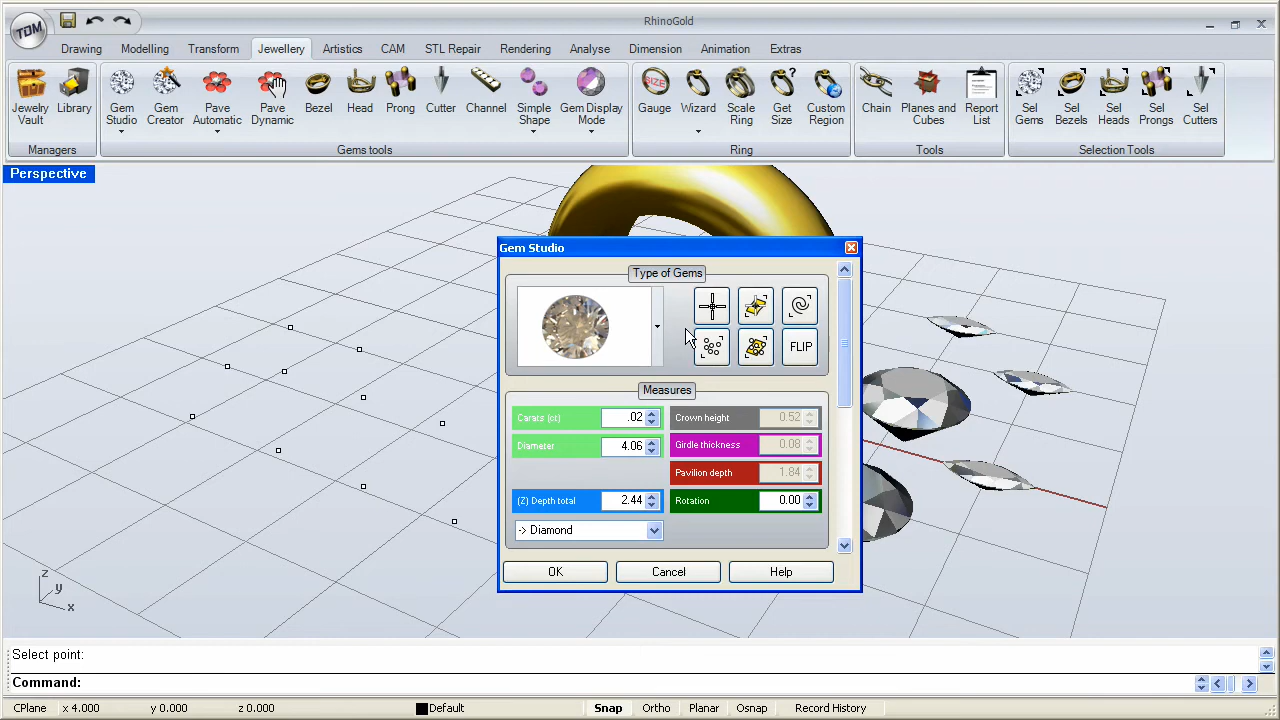 TDM
RhinoGold
Drawing Modelling Transform Jewellery Artistics CAM STL Repair Rendering Analyse Dimension Animation Extras
Jewelry Vault
Library
Gem Studio
Gem Creator
Pave Automatic
Pave Dynamic
Bezel
Head
Prong
Cutter
Channel
Simple Shape
Gem Display Mode
SIZE
Gauge
Wizard
Scale Ring
Get Size
Custom Region
Chain
Planes and Cubes
Report List
Sel Gems
Sel Bezels
Sel Heads
Sel Prongs
Sel Cutters
Managers
Gems tools
Ring
Tools
Selection Tools
Perspective
Gem Studio
Type of Gems
FLIP
Measures
Carats (ct) .02
Crown height 0.52
Diameter 4.06
Girdle thickness 0.08
Pavilion depth 1.84
(Z) Depth total 2.44
Rotation 0.00
-> Diamond
OK Cancel Help
z
y
x
Select point:
Command:
CPlane x 4.000 y 0.000 z 0.000 Default Snap Ortho Planar Osnap Record History